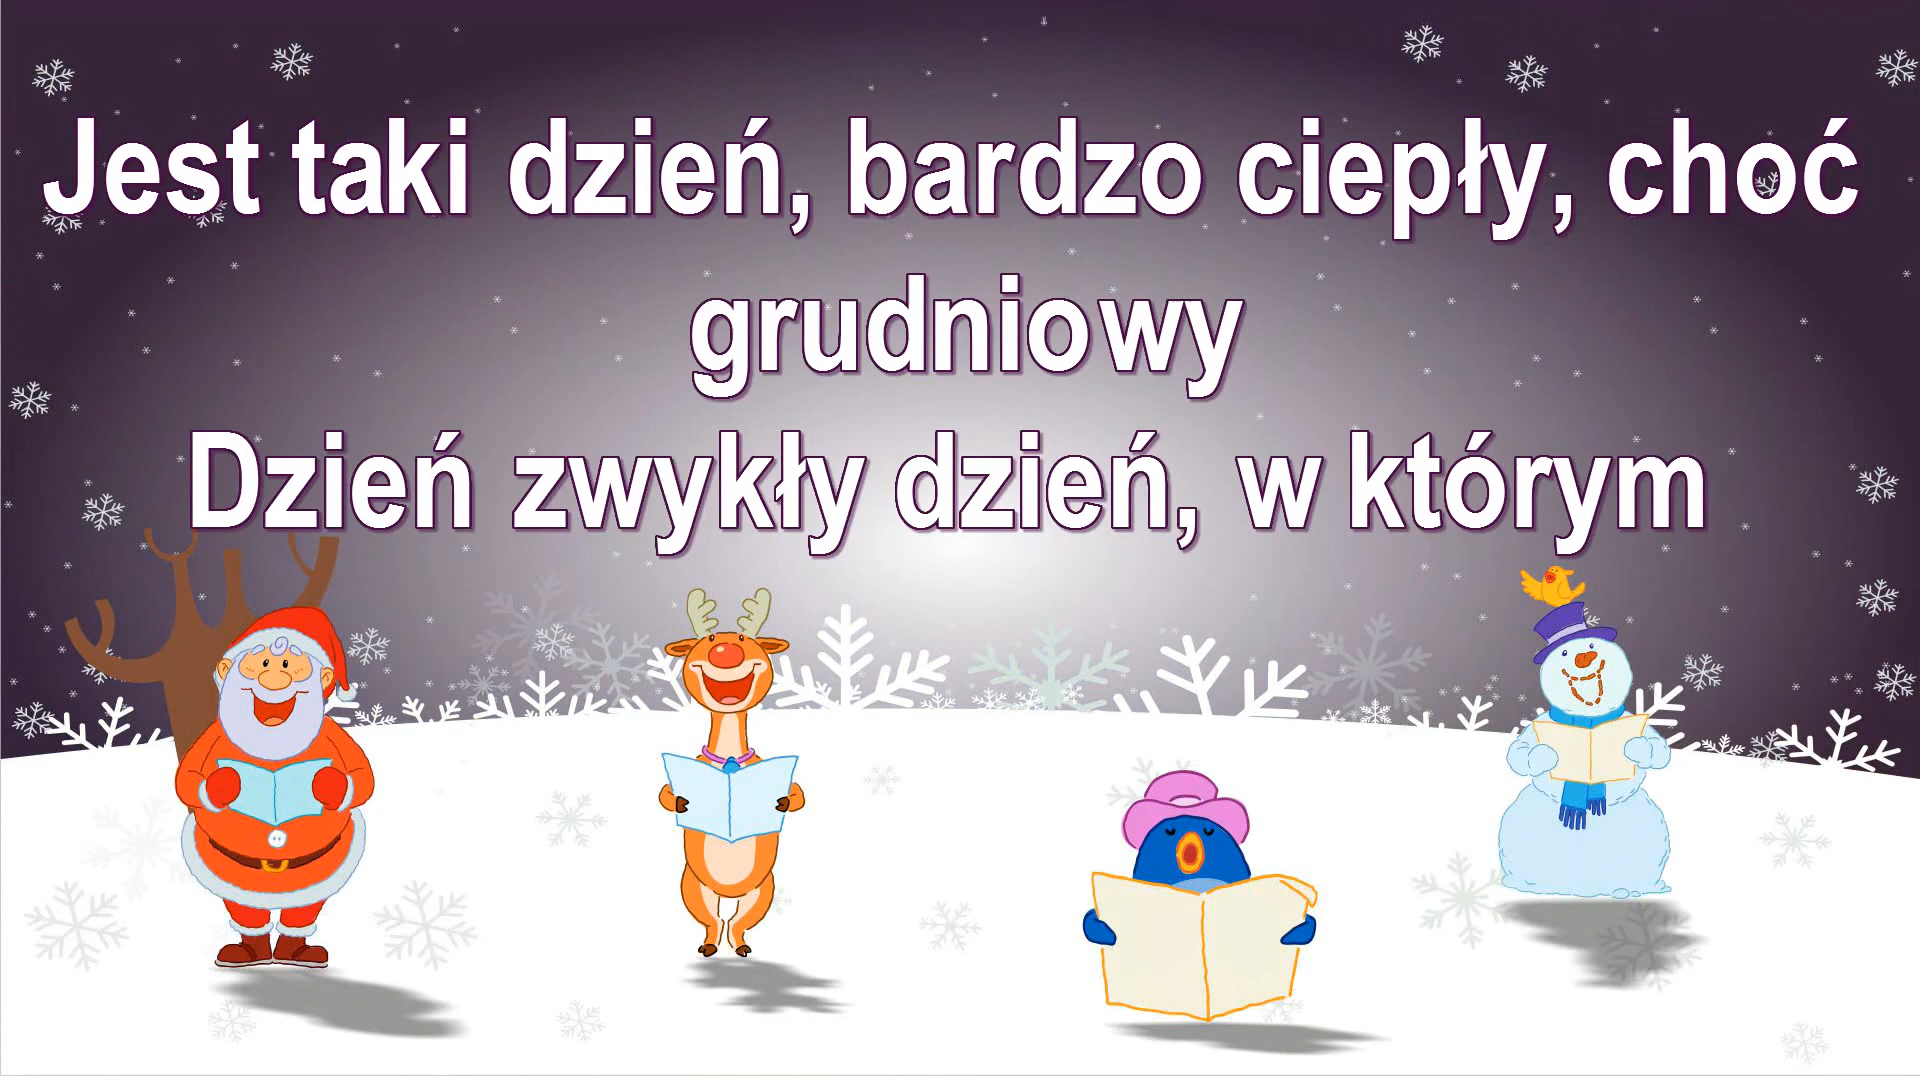 Jest taki dzień, bardzo ciepły, choć
grudniowy
Dzień zwykły dzień, w którym